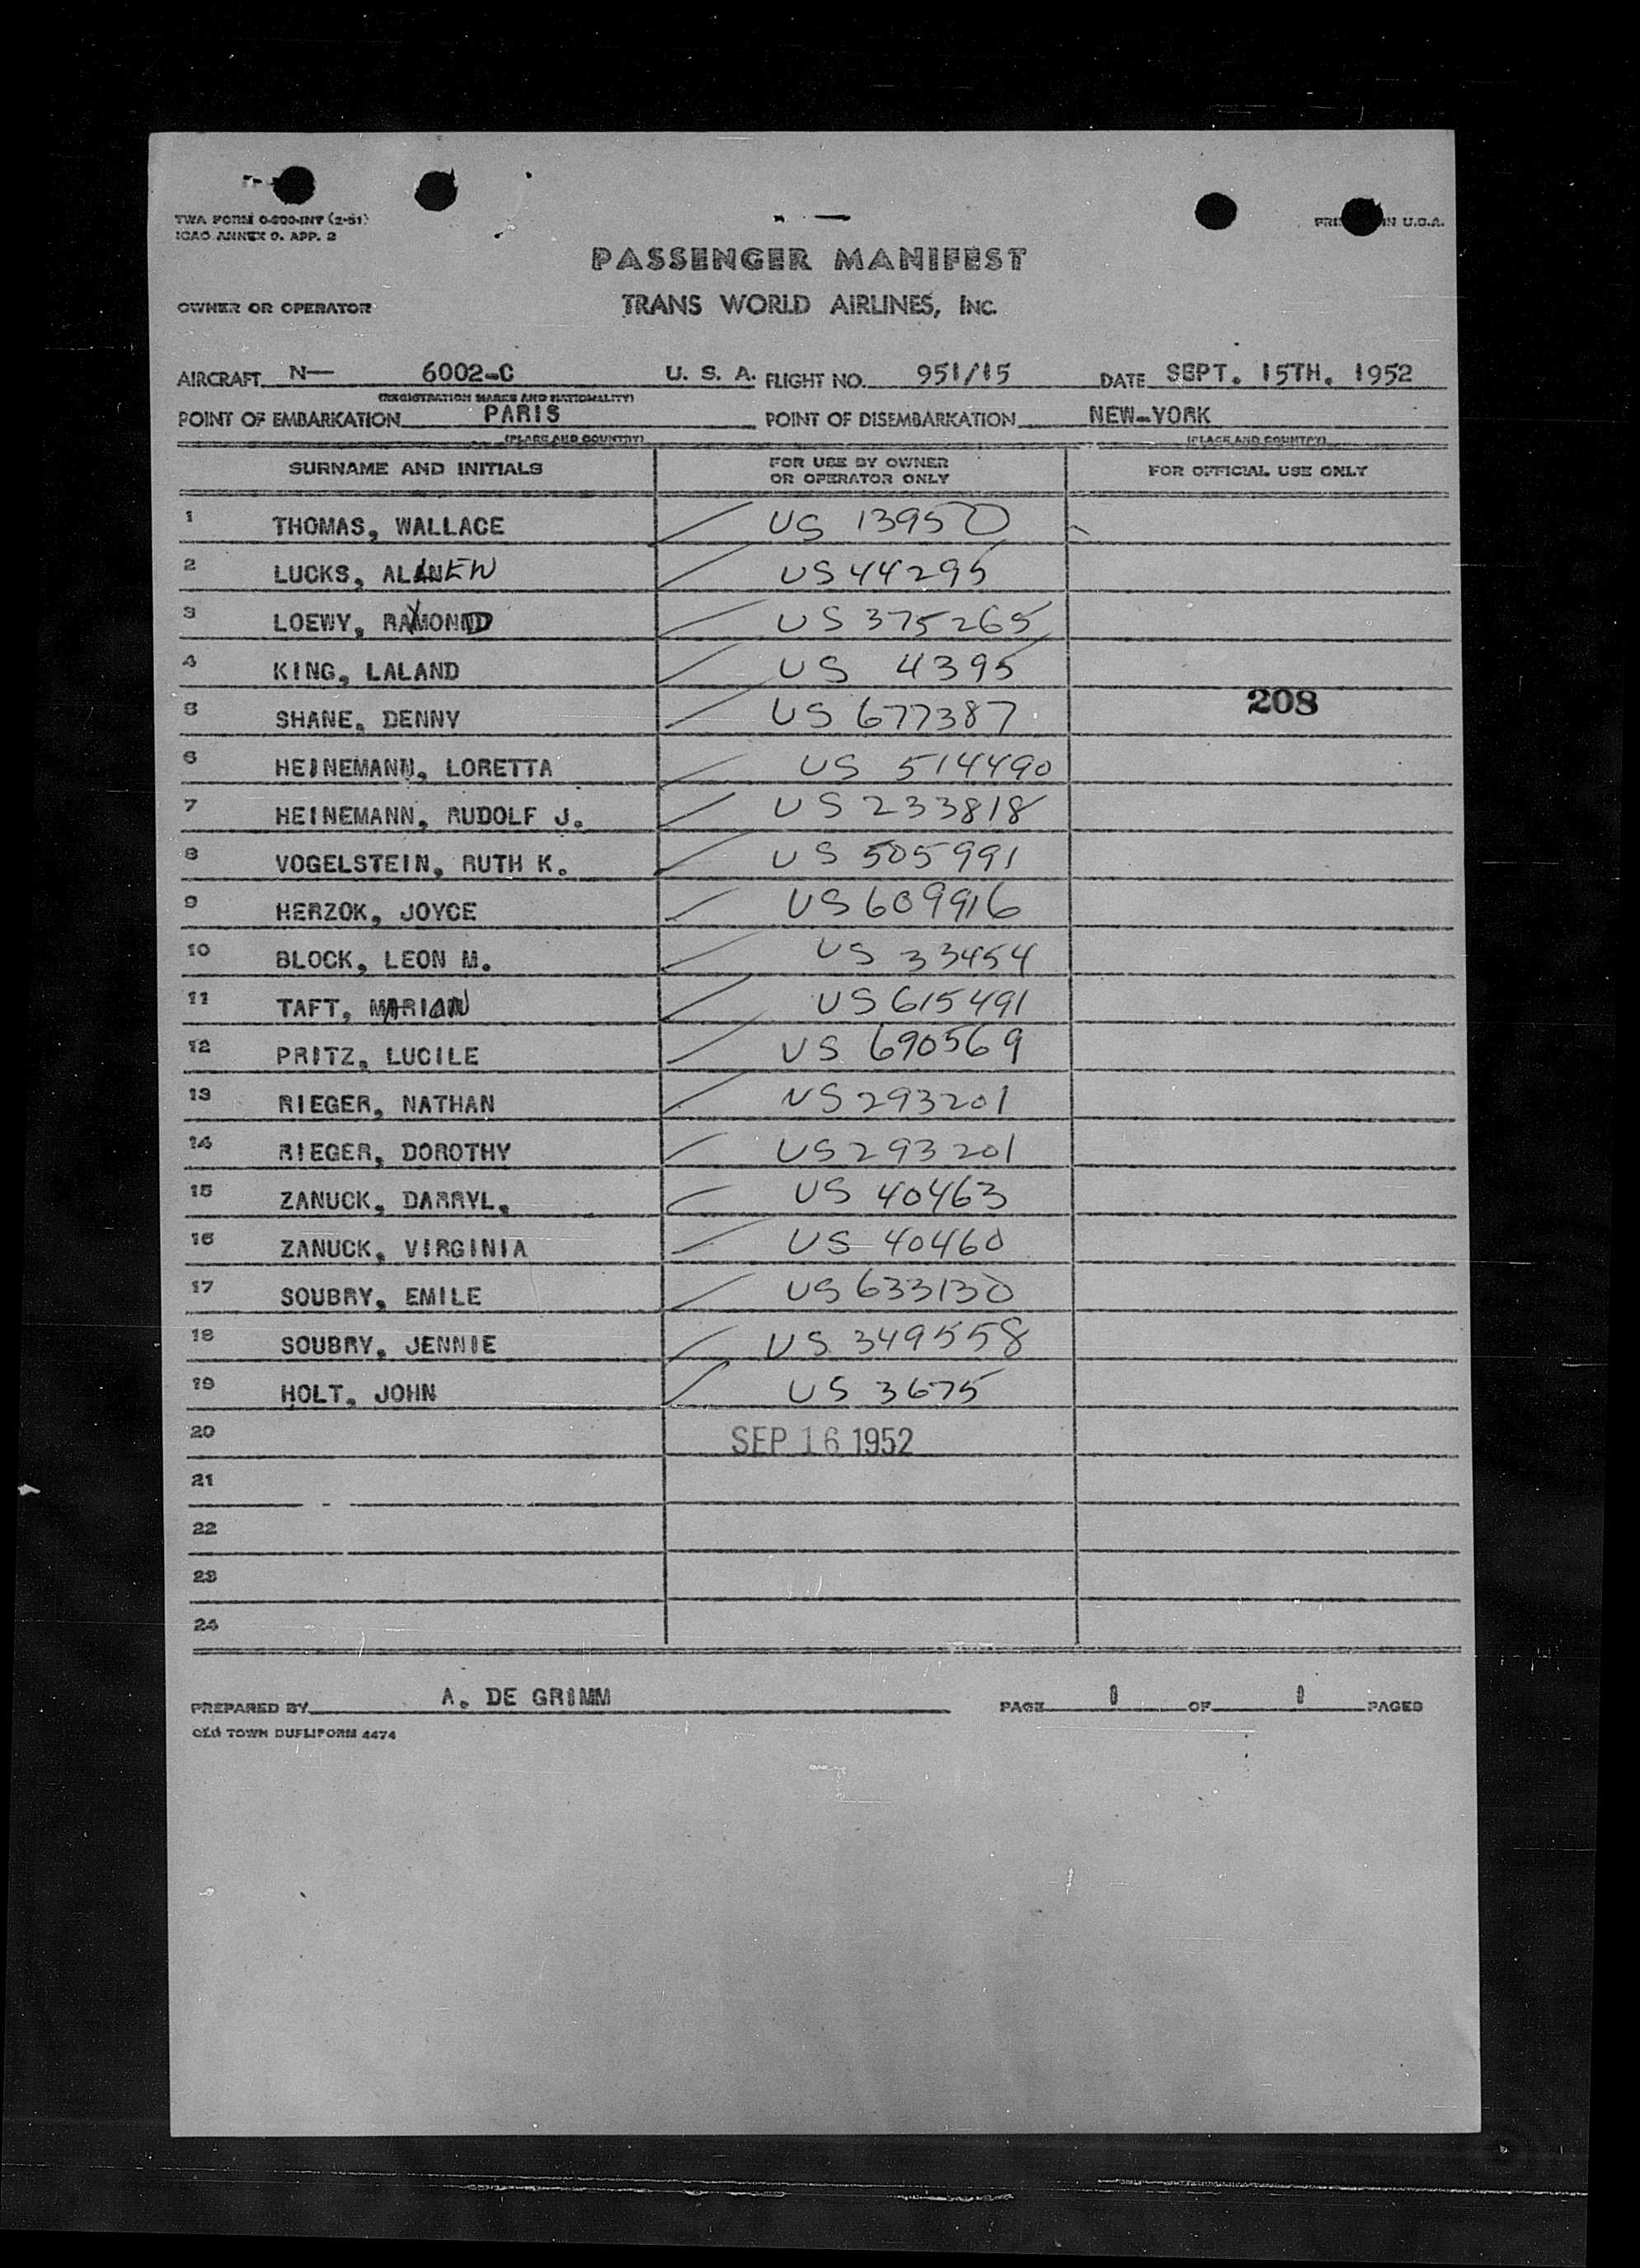 TWA FORM 0-600-INT (2-51)
ICAO ANNEX 9, APP. 2
IN U.S.A.
PASSENGER MANIFEST
OWNER OR OPERATOR TRANS WORLD AIRLINES, INC.
AIRCRAFT N— 6002-C U. S. A. FLIGHT NO. 951/15 DATE SEPT. 15TH. 1952
(REGISTRATION MARKS AND NATIONALITY)
POINT OF EMBARKATION PARIS POINT OF DISEMBARKATION NEW-YORK
(PLACE AND COUNTRY) (PLACE AND COUNTRY)
SURNAME AND INITIALS FOR USE BY OWNER OR OPERATOR ONLY FOR OFFICIAL USE ONLY
1 THOMAS, WALLACE US 13950
2 LUCKS, ALLEN US 44295
3 LOEWY, RAYMOND US 375265
4 KING, LALAND US 4395
5 SHANE, DENNY US 677387 208
6 HEINEMANN, LORETTA US 514490
7 HEINEMANN, RUDOLF J. US 233818
8 VOGELSTEIN, RUTH K. US 505991
9 HERZOK, JOYCE US 609916
10 BLOCK, LEON M. US 33454
11 TAFT, MARIAN US 615491
12 PRITZ, LUCILE US 690569
13 RIEGER, NATHAN US 293201
14 RIEGER, DOROTHY US 293201
15 ZANUCK, DARRYL, US 40463
16 ZANUCK, VIRGINIA US 40460
17 SOUBRY, EMILE US 633130
18 SOUBRY, JENNIE US 349558
19 HOLT, JOHN US 3675
20 SEP 16 1952
21
22
23
24
PREPARED BY A. DE GRIMM PAGE 1 OF 1 PAGES
OLD TOWN DUPLIFORM 4474